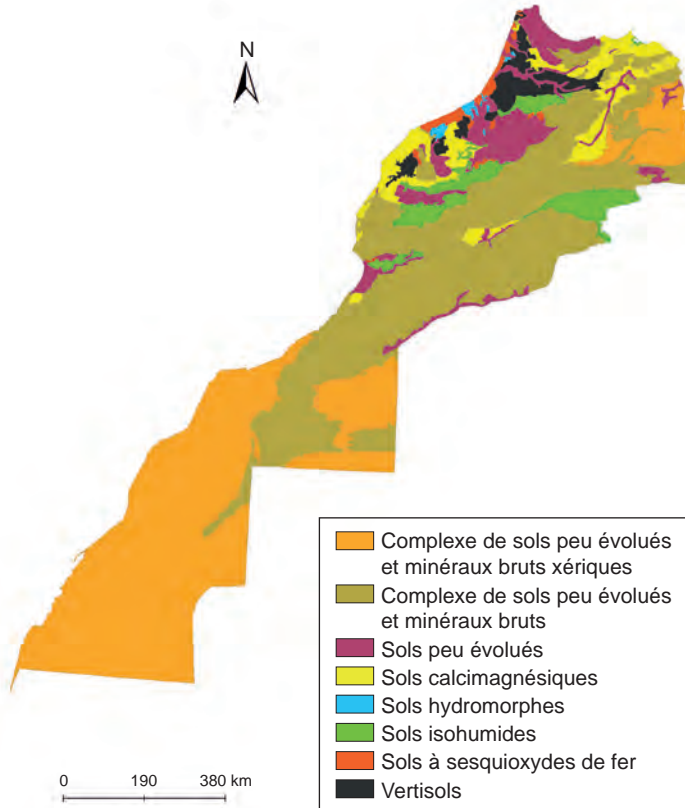 N
Complexe de sols peu évolués
et minéraux bruts xériques
Complexe de sols peu évolués
et minéraux bruts
Sols peu évolués
Sols calcimagnésiques
Sols hydromorphes
Sols isohumides
Sols à sesquioxydes de fer
Vertisols
0 190 380 km